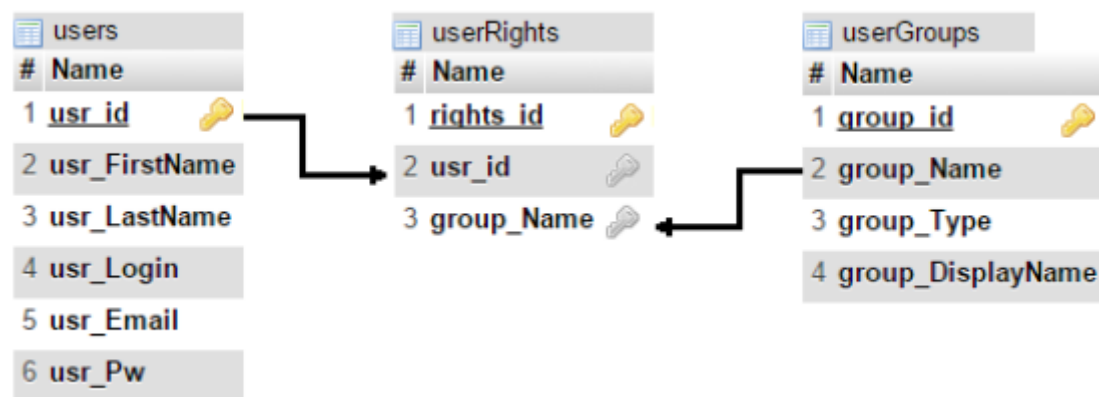 users
# Name
1 usr_id
2 usr_FirstName
3 usr_LastName
4 usr_Login
5 usr_Email
6 usr_Pw
userRights
# Name
1 rights_id
2 usr_id
3 group_Name
userGroups
# Name
1 group_id
2 group_Name
3 group_Type
4 group_DisplayName